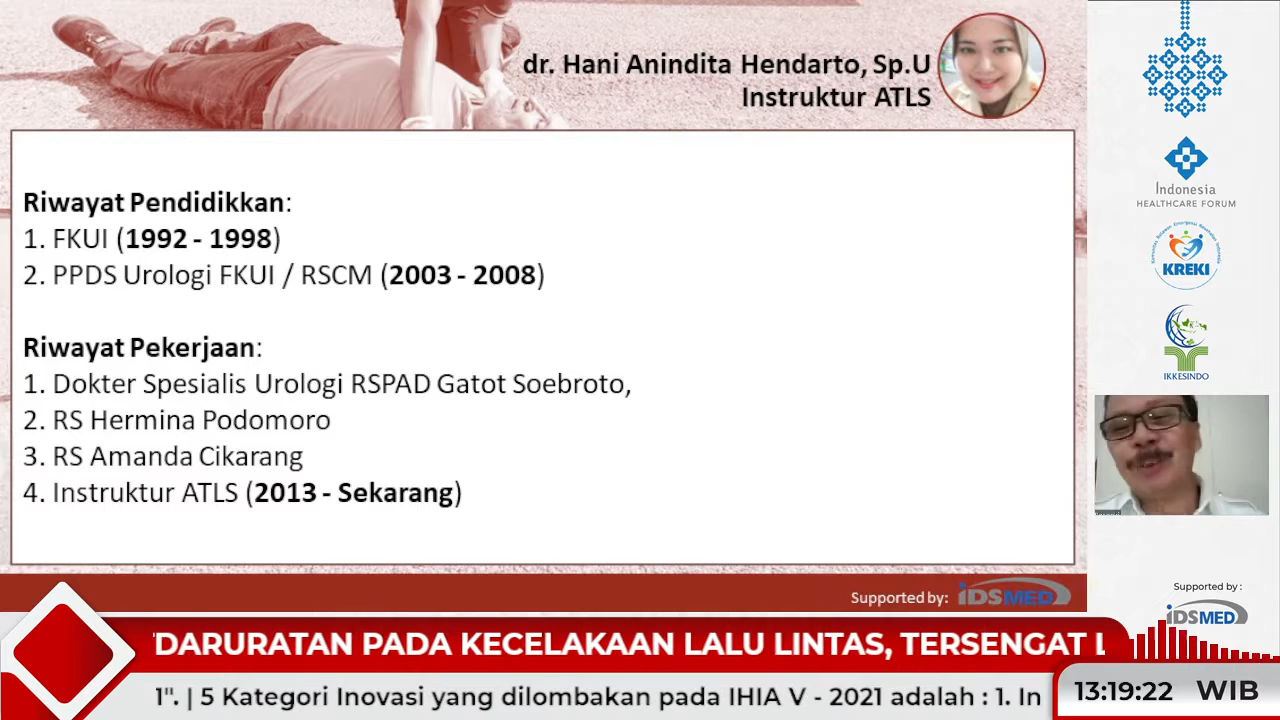 dr. Hani Anindita Hendarto, Sp.U
Instruktur ATLS
Riwayat Pendidikkan:
1. FKUI (1992 - 1998)
2. PPDS Urologi FKUI / RSCM (2003 - 2008)
Riwayat Pekerjaan:
1. Dokter Spesialis Urologi RSPAD Gatot Soebroto,
2. RS Hermina Podomoro
3. RS Amanda Cikarang
4. Instruktur ATLS (2013 - Sekarang)
Supported by: iDSMED
Indonesia
HEALTHCARE FORUM
KREKI
IKKESINDO
Supported by :
iDSMED
DARURATAN PADA KECELAKAAN LALU LINTAS, TERSENGAT L
1". | 5 Kategori Inovasi yang dilombakan pada IHIA V - 2021 adalah : 1. In
13:19:22 WIB